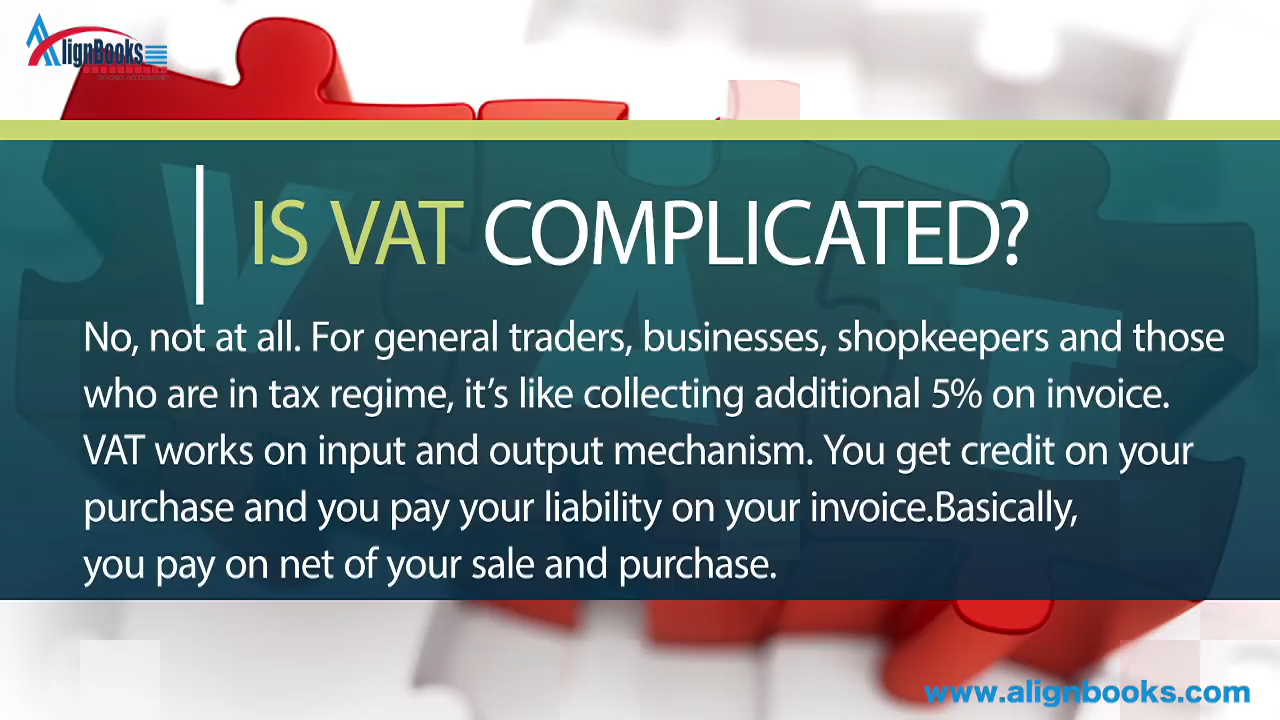 AlignBooks
IS VAT COMPLICATED?
No, not at all. For general traders, businesses, shopkeepers and those
who are in tax regime, it's like collecting additional 5% on invoice.
VAT works on input and output mechanism. You get credit on your
purchase and you pay your liability on your invoice.Basically,
you pay on net of your sale and purchase.
www.alignbooks.com